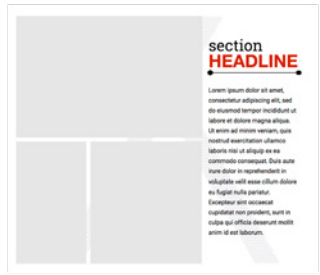 section
HEADLINE
Lorem ipsum dolor sit amet,
consectetur adipiscing elit, sed
do eiusmod tempor incididunt ut
labore et dolore magna aliqua.
Ut enim ad minim veniam, quis
nostrud exercitation ullamco
laboris nisi ut aliquip ex ea
commodo consequat. Duis aute
irure dolor in reprehenderit in
voluptate velit esse cillum dolore
eu fugiat nulla pariatur.
Excepteur sint occaecat
cupidatat non proident, sunt in
culpa qui officia deserunt mollit
anim id est laborum.